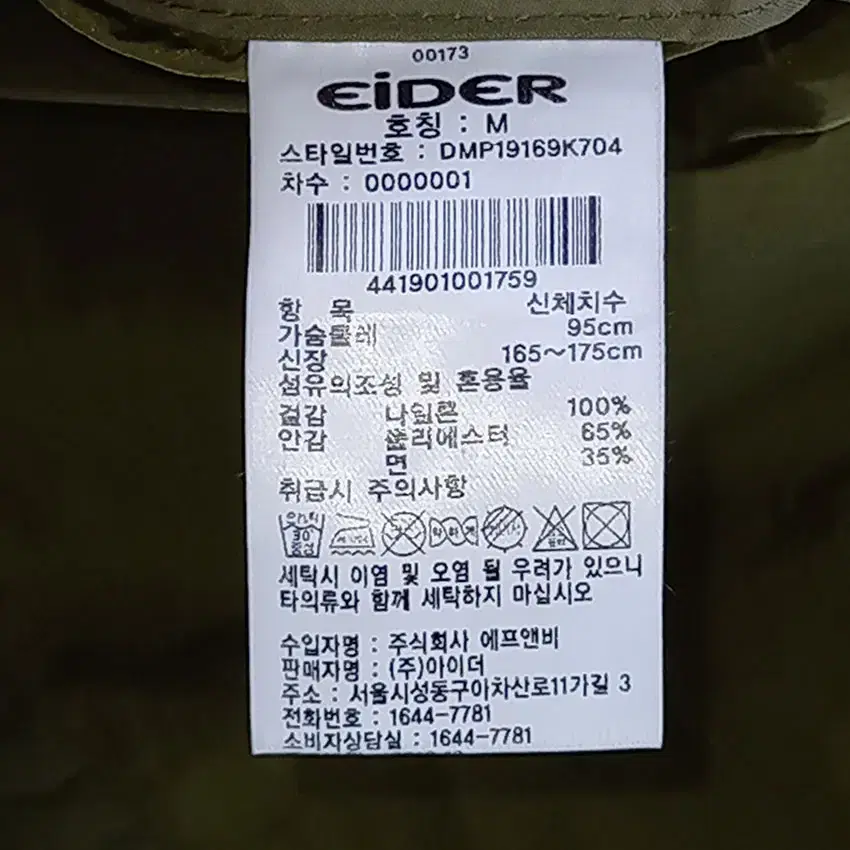 00173
EiDER
호칭 : M
스타일번호 : DMP19169K704
차수 : 0000001
441901001759
항 목 신체치수
가슴둘레 95cm
신장 165~175cm
섬유의조성 및 혼용율
겉감 나일론 100%
안감 폴리에스터 65%
면 35%
취급시 주의사항
30° 중성
세탁시 이염 및 오염 될 우려가 있으니
타의류와 함께 세탁하지 마십시오
수입자명 : 주식회사 에프앤비
판매자명 : (주)아이더
주소 : 서울시성동구아차산로11가길 3
전화번호 : 1644-7781
소비자상담실 : 1644-7781